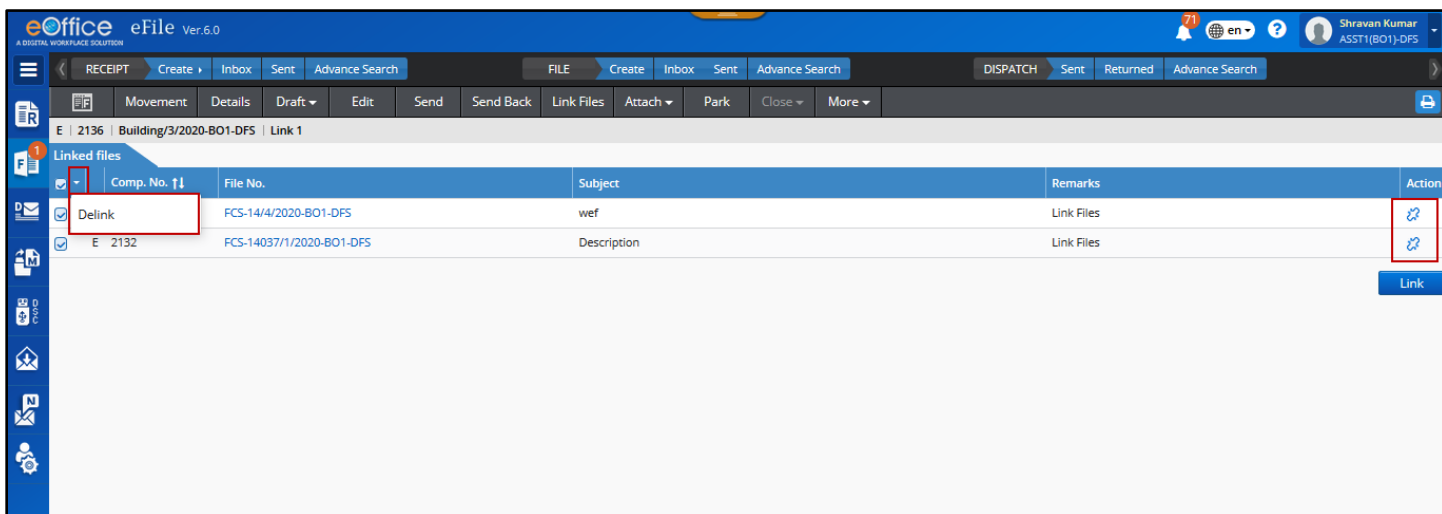 eOffice eFile Ver.6.0
A DIGITAL WORKPLACE SOLUTION
71
en
?
Shravan Kumar
ASST1(BO1)-DFS
RECEIPT Create Inbox Sent Advance Search FILE Create Inbox Sent Advance Search DISPATCH Sent Returned Advance Search
Movement Details Draft Edit Send Send Back Link Files Attach Park Close More
E | 2136 | Building/3/2020-BO1-DFS | Link 1
Linked files
Comp. No. File No. Subject Remarks Action
Delink FCS-14/4/2020-BO1-DFS wef Link Files
E 2132 FCS-14037/1/2020-BO1-DFS Description Link Files
Link
R
F 1
D
M
DSC
N